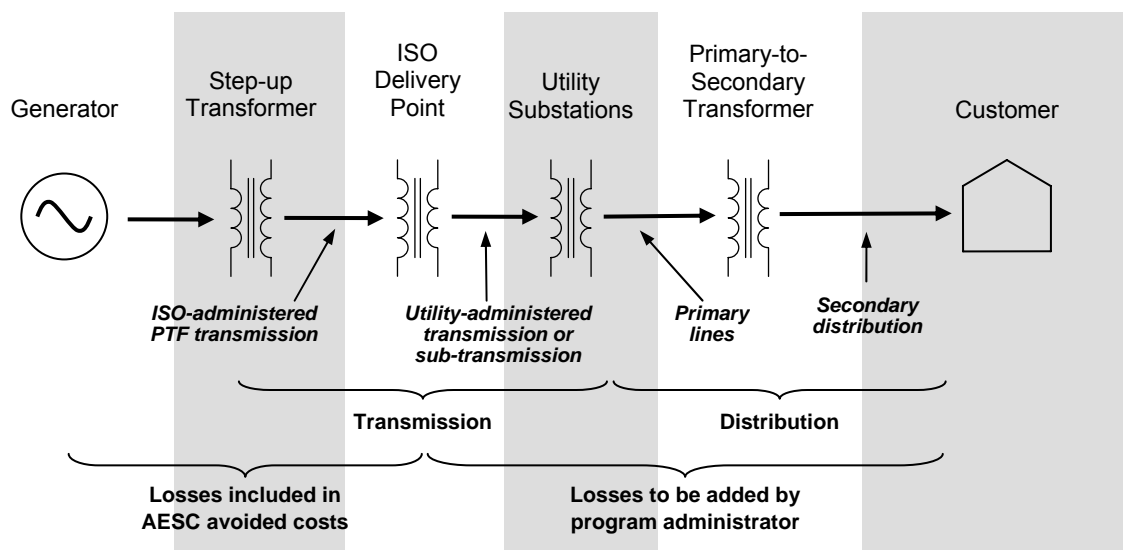 Generator
Step-up
Transformer
ISO
Delivery
Point
Utility
Substations
Primary-to-
Secondary
Transformer
Customer
ISO-administered
PTF transmission
Utility-administered
transmission or
sub-transmission
Primary
lines
Secondary
distribution
Transmission
Distribution
Losses included in
AESC avoided costs
Losses to be added by
program administrator